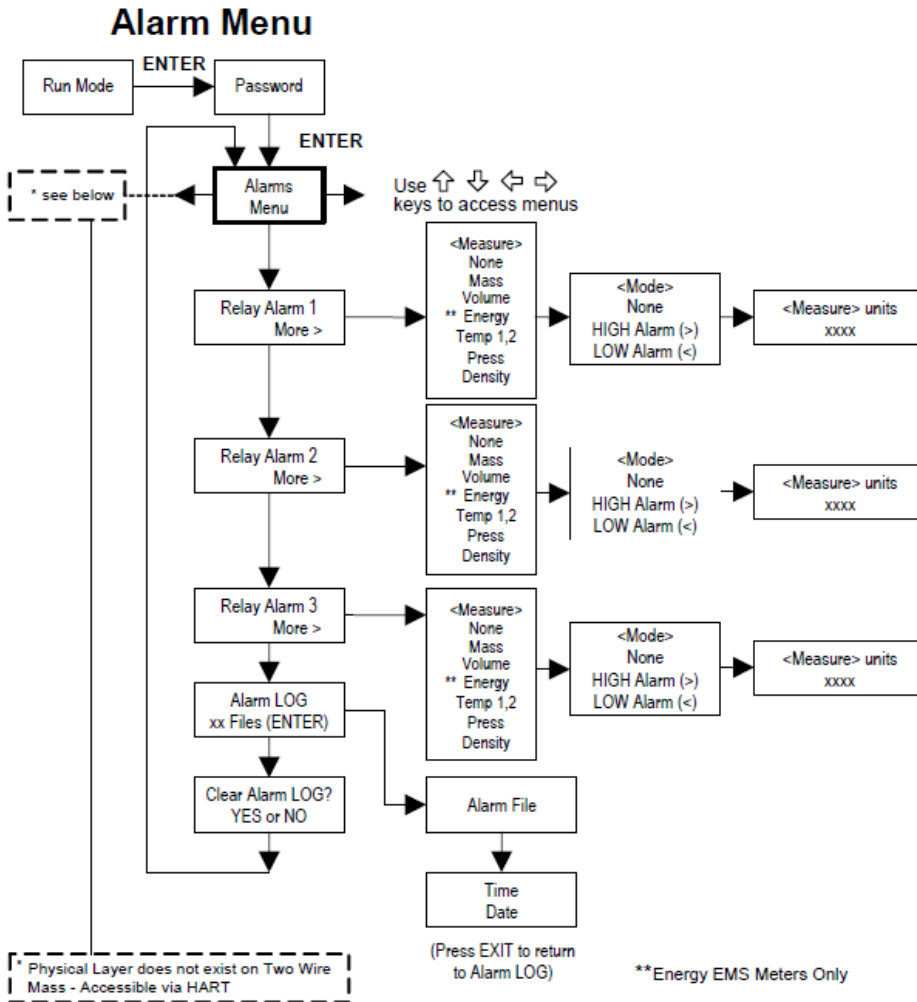 Alarm Menu
Run Mode
ENTER
Password
ENTER
* see below
Alarms
Menu
Use ⇧ ⇩ ⇦ ⇨
keys to access menus
Relay Alarm 1
More >
<Measure>
None
Mass
Volume
** Energy
Temp 1,2
Press
Density
<Mode>
None
HIGH Alarm (>)
LOW Alarm (<)
<Measure> units
xxxx
Relay Alarm 2
More >
<Measure>
None
Mass
Volume
** Energy
Temp 1,2
Press
Density
<Mode>
None
HIGH Alarm (>)
LOW Alarm (<)
<Measure> units
xxxx
Relay Alarm 3
More >
<Measure>
None
Mass
Volume
** Energy
Temp 1,2
Press
Density
<Mode>
None
HIGH Alarm (>)
LOW Alarm (<)
<Measure> units
xxxx
Alarm LOG
xx Files (ENTER)
Clear Alarm LOG?
YES or NO
Alarm File
Time
Date
(Press EXIT to return
to Alarm LOG)
* Physical Layer does not exist on Two Wire
Mass - Accessible via HART
**Energy EMS Meters Only